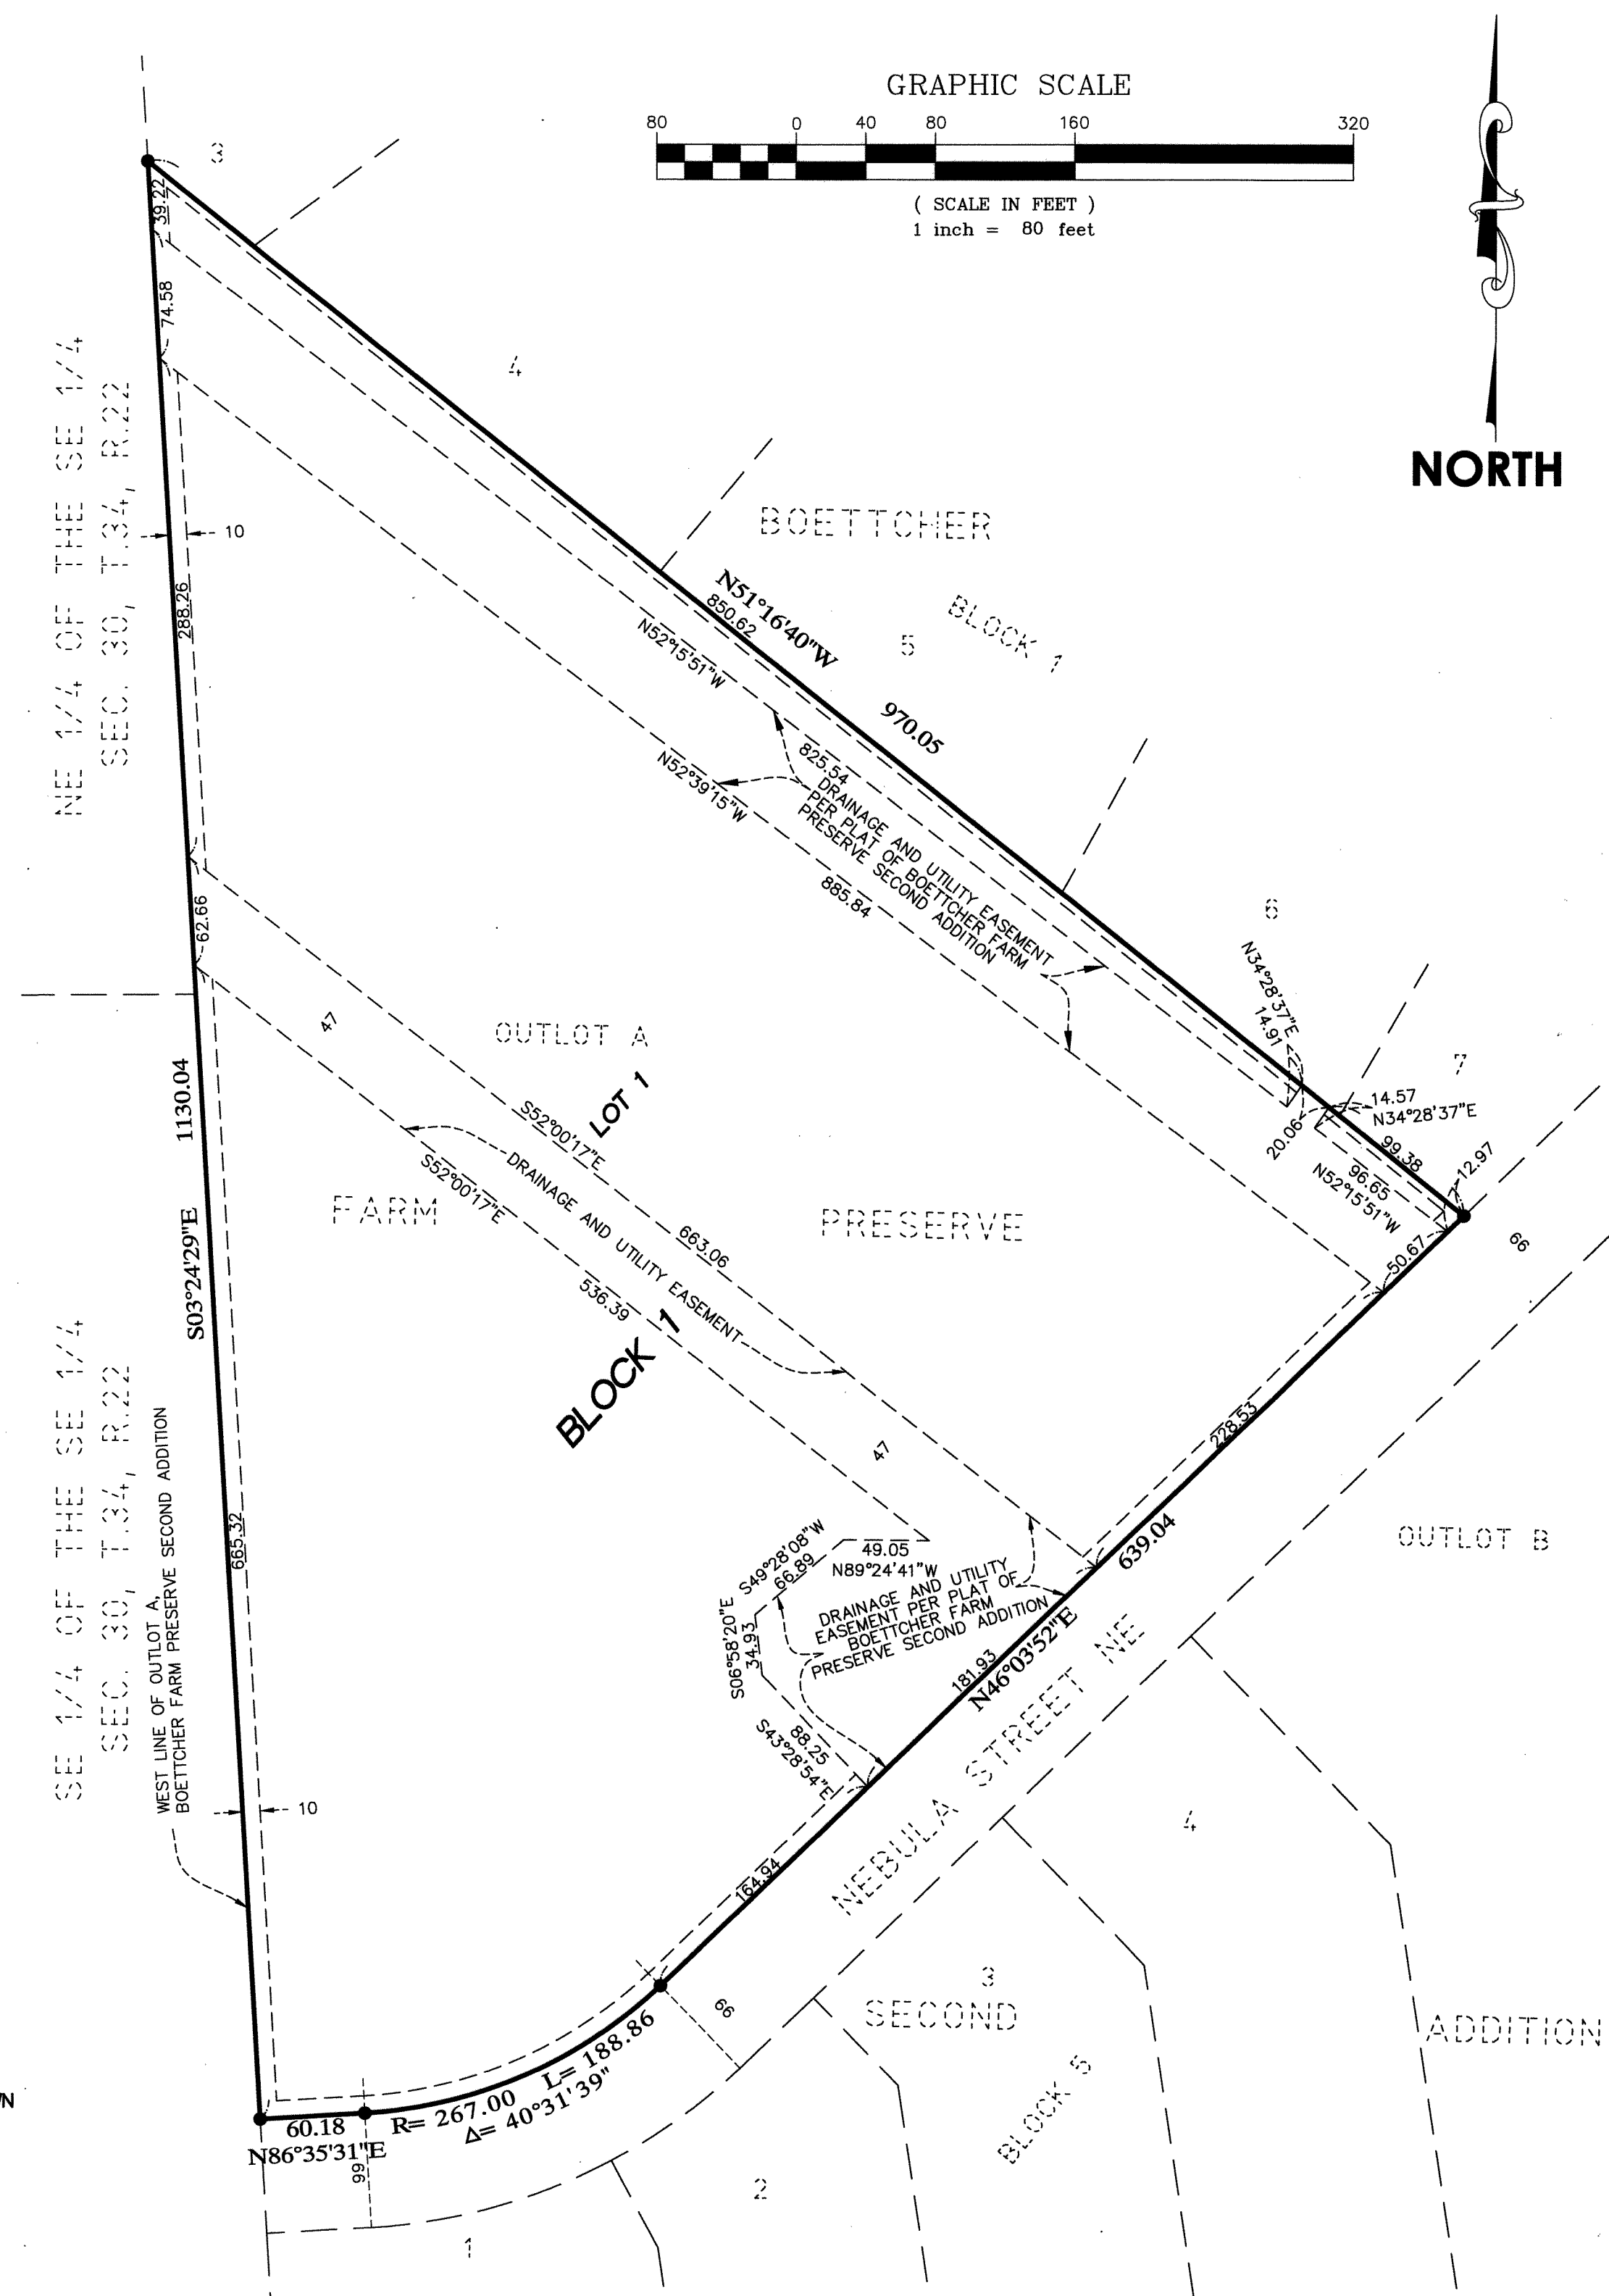 GRAPHIC SCALE
80 0 40 80 160 320
( SCALE IN FEET )
1 inch = 80 feet
NORTH
3
39.22
74.58
4
NE 1/4 OF THE SE 1/4
SEC. 30, T.34, R.22
10
288.26
BOETTCHER
BLOCK 1
5
N51°16'40"W
850.62
970.05
N52°15'51"W
825.54
N52°39'15"W
885.84
DRAINAGE AND UTILITY EASEMENT
PER PLAT OF BOETTCHER FARM
PRESERVE SECOND ADDITION
62.66
6
N34°28'37"E
14.91
7
14.57
N34°28'37"E
20.06
99.38
12.97
96.65
N52°15'51"W
50.67
66
47
OUTLOT A
LOT 1
1130.04
S03°24'29"E
S52°00'17"E
663.06
S52°00'17"E
536.39
DRAINAGE AND UTILITY EASEMENT
FARM
PRESERVE
BLOCK 1
47
228.53
639.04
N46°03'52"E
181.93
OUTLOT B
SE 1/4 OF THE SE 1/4
SEC. 30, T.34, R.22
WEST LINE OF OUTLOT A,
BOETTCHER FARM PRESERVE SECOND ADDITION
665.32
10
49.05
N89°24'41"W
S49°28'08"W
66.89
S06°58'20"E
34.93
88.25
S43°28'54"E
DRAINAGE AND UTILITY
EASEMENT PER PLAT OF
BOETTCHER FARM
PRESERVE SECOND ADDITION
NEBULA STREET NE
164.94
4
3
SECOND
ADDITION
66
L= 188.86
R= 267.00
Δ= 40°31'39"
60.18
N86°35'31"E
66
BLOCK 5
2
1
N